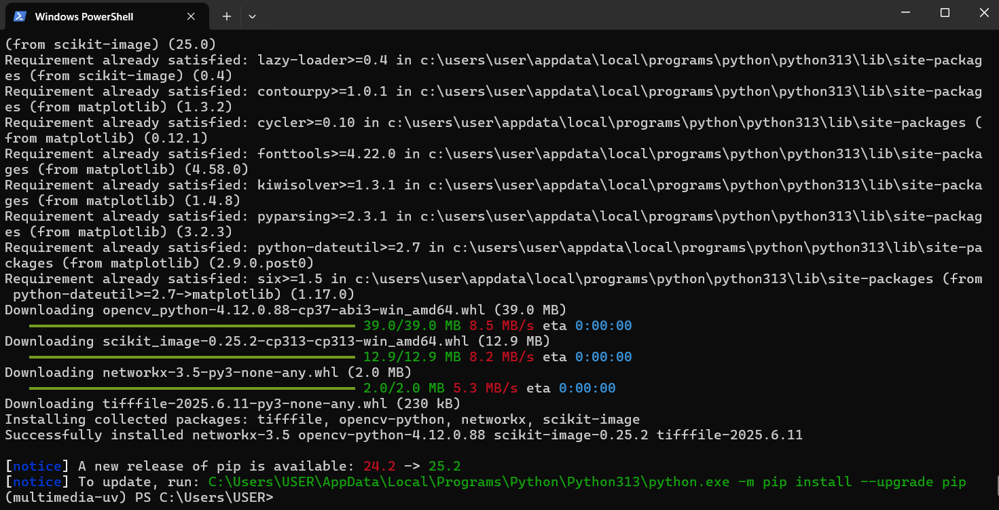 Windows PowerShell
(from scikit-image) (25.0)
Requirement already satisfied: lazy-loader>=0.4 in c:\users\user\appdata\local\programs\python\python313\lib\site-packag
es (from scikit-image) (0.4)
Requirement already satisfied: contourpy>=1.0.1 in c:\users\user\appdata\local\programs\python\python313\lib\site-packag
es (from matplotlib) (1.3.2)
Requirement already satisfied: cycler>=0.10 in c:\users\user\appdata\local\programs\python\python313\lib\site-packages (
from matplotlib) (0.12.1)
Requirement already satisfied: fonttools>=4.22.0 in c:\users\user\appdata\local\programs\python\python313\lib\site-packa
ges (from matplotlib) (4.58.0)
Requirement already satisfied: kiwisolver>=1.3.1 in c:\users\user\appdata\local\programs\python\python313\lib\site-packa
ges (from matplotlib) (1.4.8)
Requirement already satisfied: pyparsing>=2.3.1 in c:\users\user\appdata\local\programs\python\python313\lib\site-packag
es (from matplotlib) (3.2.3)
Requirement already satisfied: python-dateutil>=2.7 in c:\users\user\appdata\local\programs\python\python313\lib\site-pa
ckages (from matplotlib) (2.9.0.post0)
Requirement already satisfied: six>=1.5 in c:\users\user\appdata\local\programs\python\python313\lib\site-packages (from
 python-dateutil>=2.7->matplotlib) (1.17.0)
Downloading opencv_python-4.12.0.88-cp37-abi3-win_amd64.whl (39.0 MB)
39.0/39.0 MB 8.5 MB/s eta 0:00:00
Downloading scikit_image-0.25.2-cp313-cp313-win_amd64.whl (12.9 MB)
12.9/12.9 MB 8.2 MB/s eta 0:00:00
Downloading networkx-3.5-py3-none-any.whl (2.0 MB)
2.0/2.0 MB 5.3 MB/s eta 0:00:00
Downloading tifffile-2025.6.11-py3-none-any.whl (230 kB)
Installing collected packages: tifffile, opencv-python, networkx, scikit-image
Successfully installed networkx-3.5 opencv-python-4.12.0.88 scikit-image-0.25.2 tifffile-2025.6.11
[notice] A new release of pip is available: 24.2 -> 25.2
[notice] To update, run: C:\Users\USER\AppData\Local\Programs\Python\Python313\python.exe -m pip install --upgrade pip
(multimedia-uv) PS C:\Users\USER>